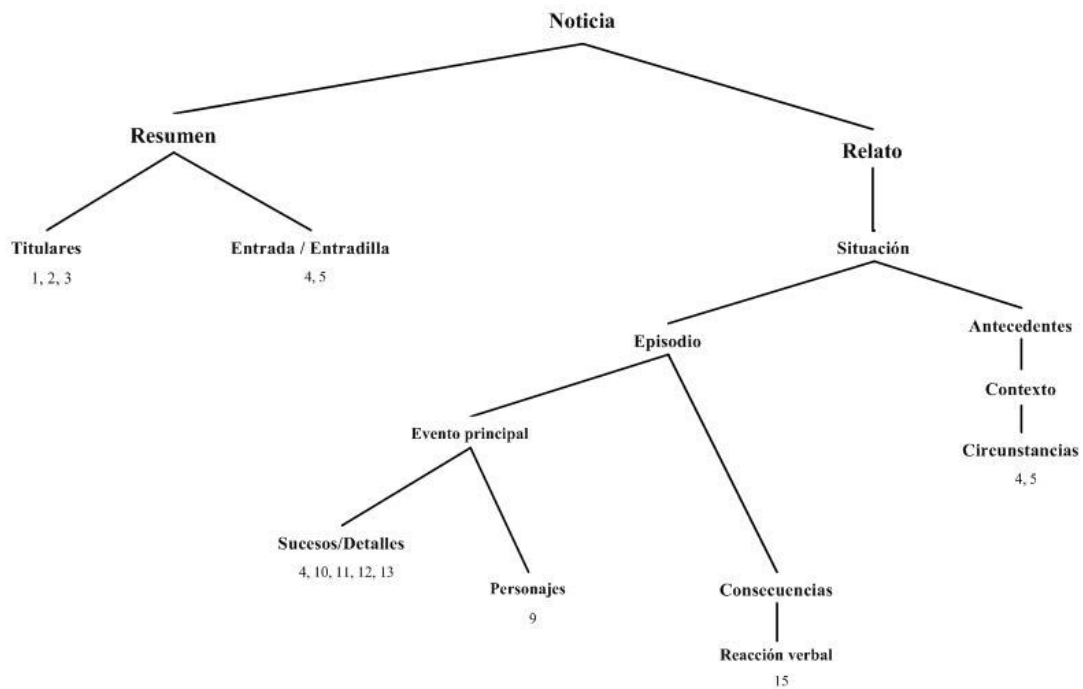 Noticia
Resumen
Relato
Titulares
1, 2, 3
Entrada / Entradilla
4, 5
Situación
Episodio
Antecedentes
Contexto
Circunstancias
4, 5
Evento principal
Sucesos/Detalles
4, 10, 11, 12, 13
Personajes
9
Consecuencias
Reacción verbal
15